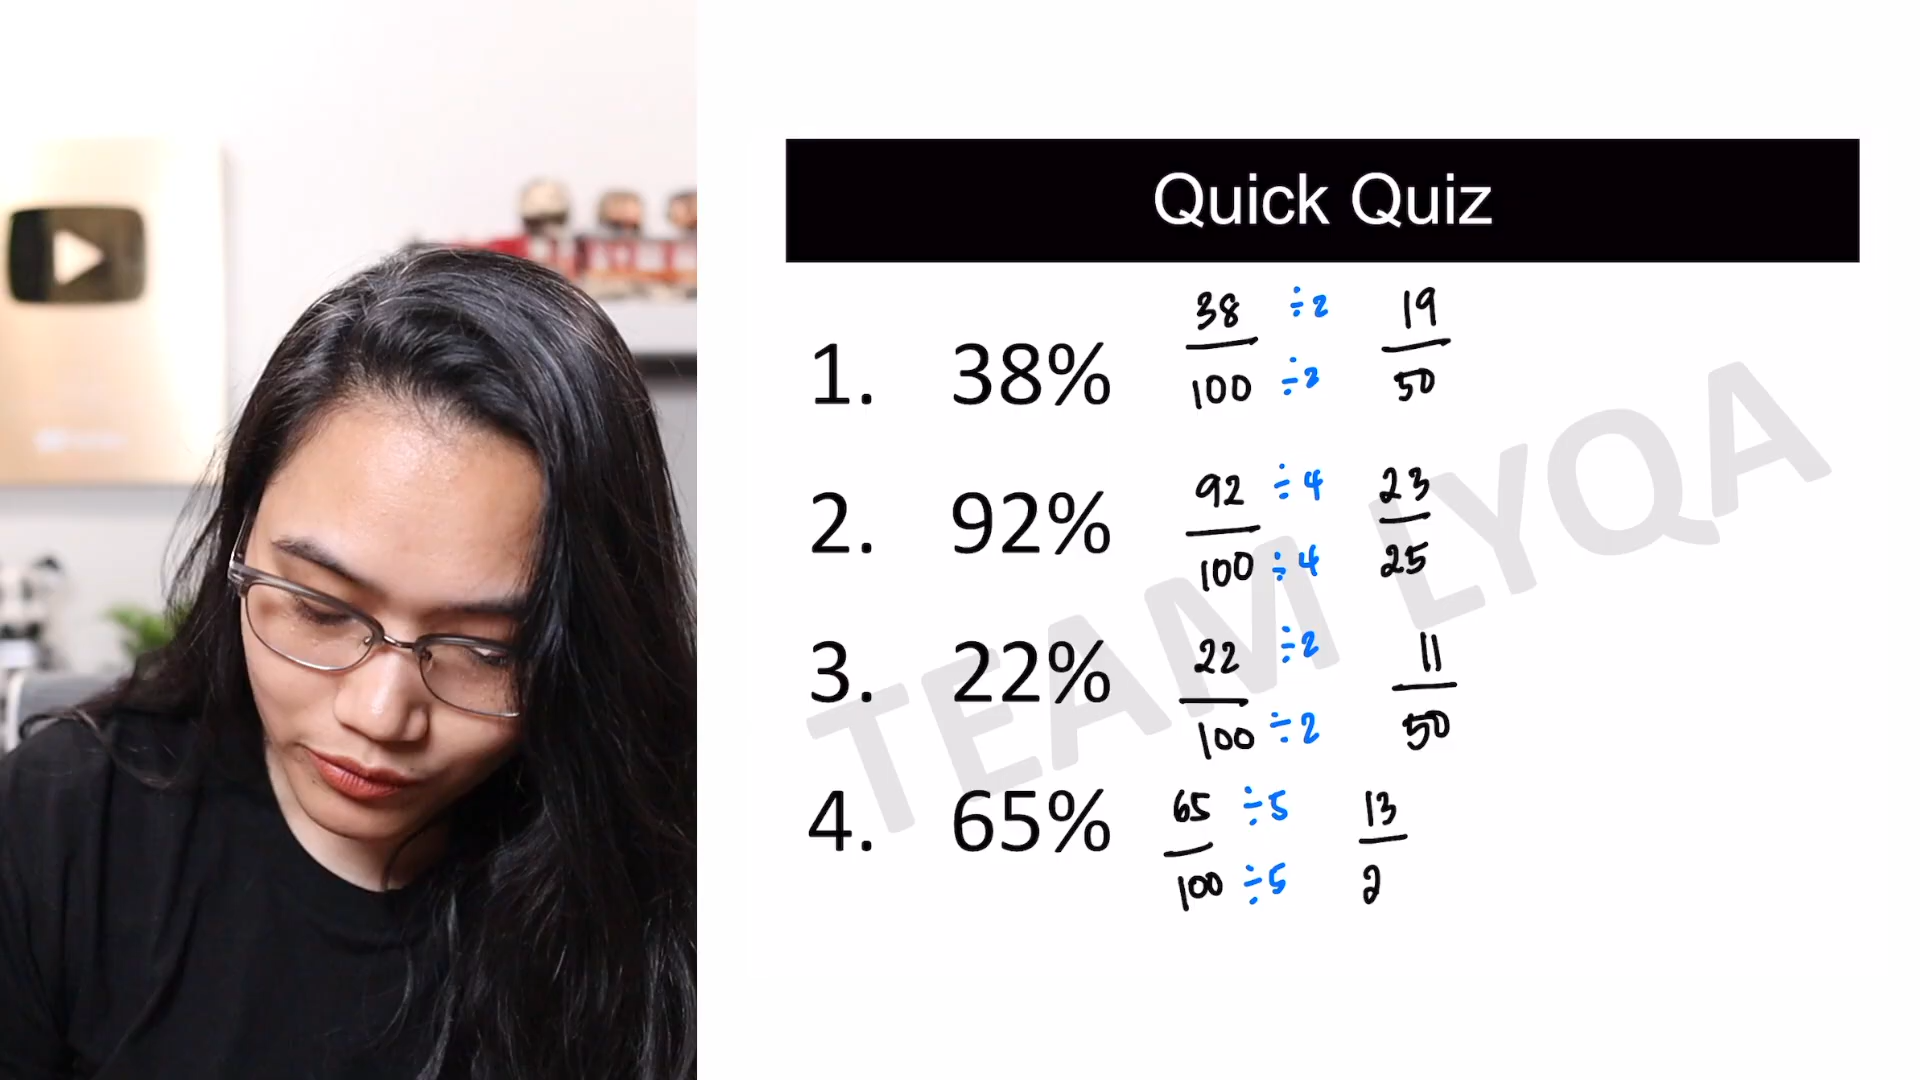 Quick Quiz
1. 38% 38/100 ÷2 ÷2 19/50
2. 92% 92/100 ÷4 ÷4 23/25
3. 22% 22/100 ÷2 ÷2 11/50
4. 65% 65/100 ÷5 ÷5 13/2
TEAM LYQA